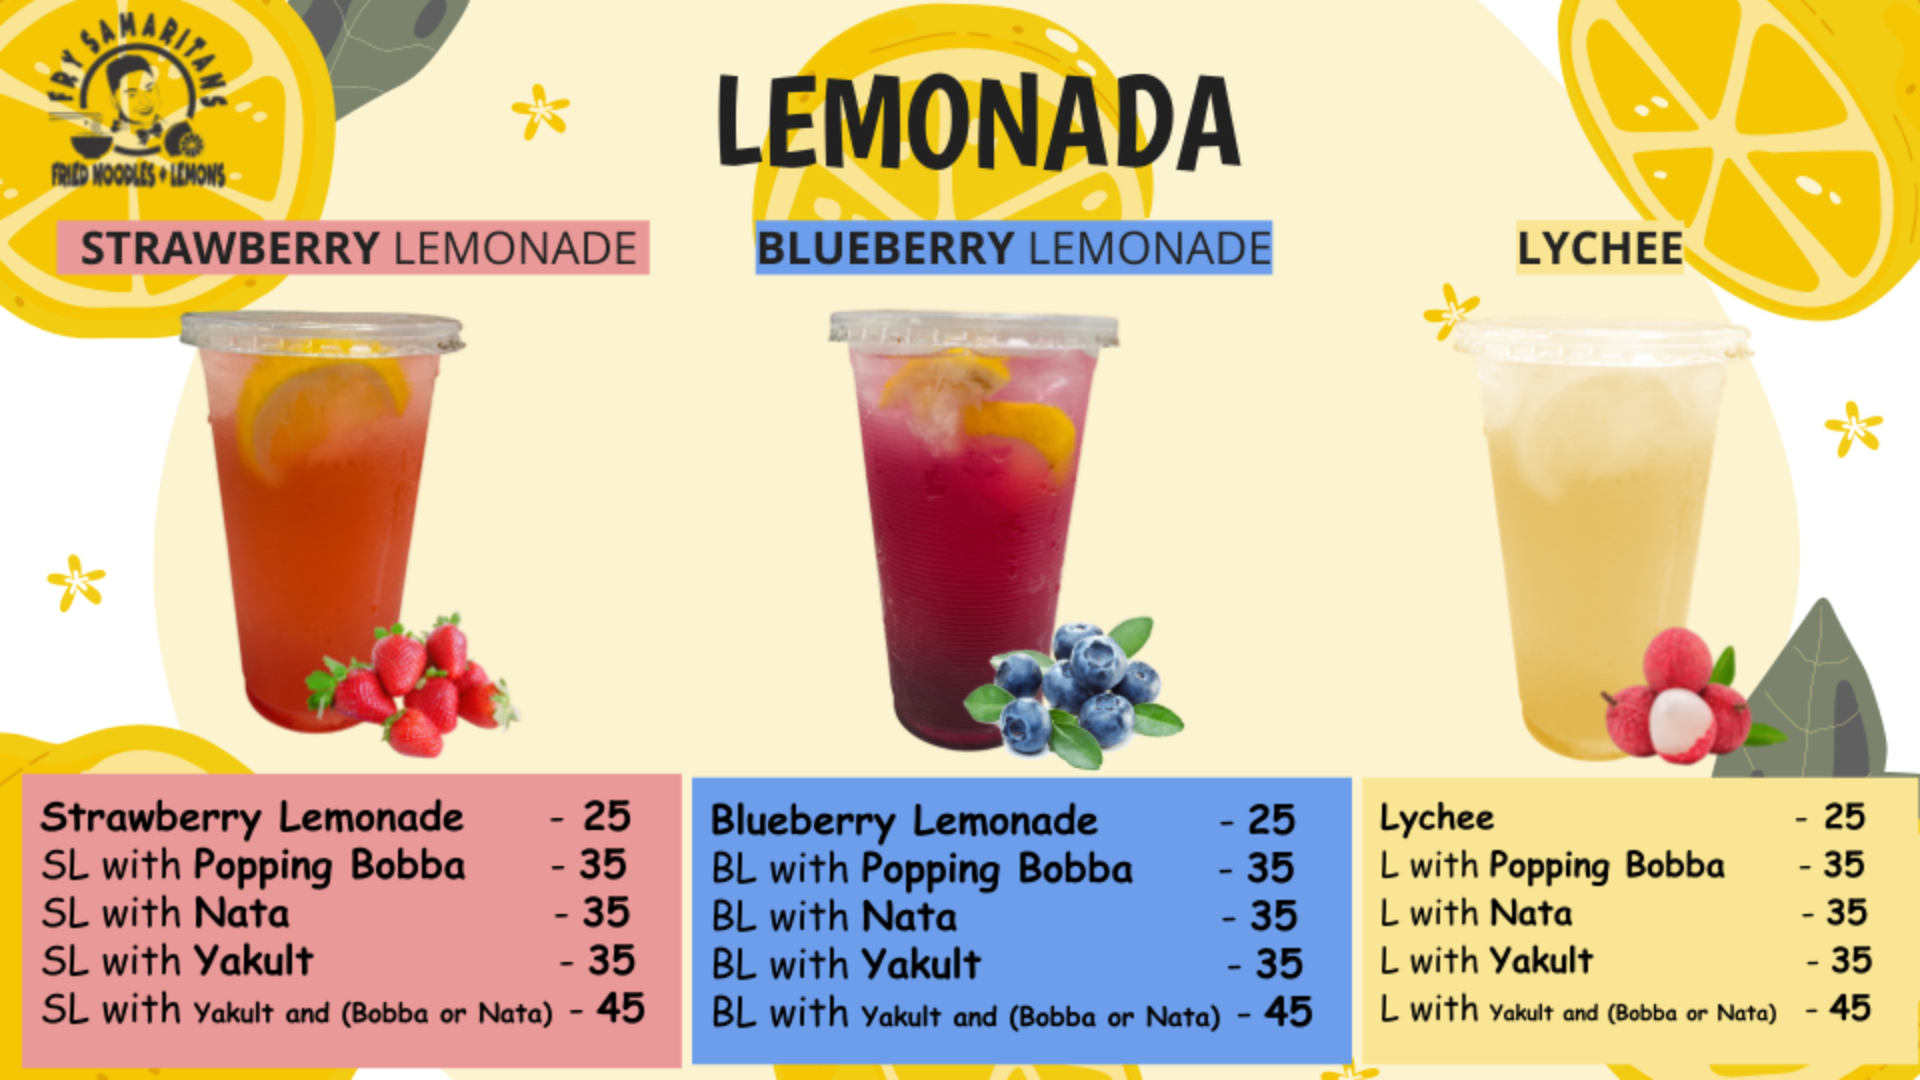 FRY SAMARITANS
FRIED NOODLES + LEMONS
LEMONADA
STRAWBERRY LEMONADE
BLUEBERRY LEMONADE
LYCHEE
Strawberry Lemonade - 25
SL with Popping Bobba - 35
SL with Nata - 35
SL with Yakult - 35
SL with Yakult and (Bobba or Nata) - 45
Blueberry Lemonade - 25
BL with Popping Bobba - 35
BL with Nata - 35
BL with Yakult - 35
BL with Yakult and (Bobba or Nata) - 45
Lychee - 25
L with Popping Bobba - 35
L with Nata - 35
L with Yakult - 35
L with Yakult and (Bobba or Nata) - 45